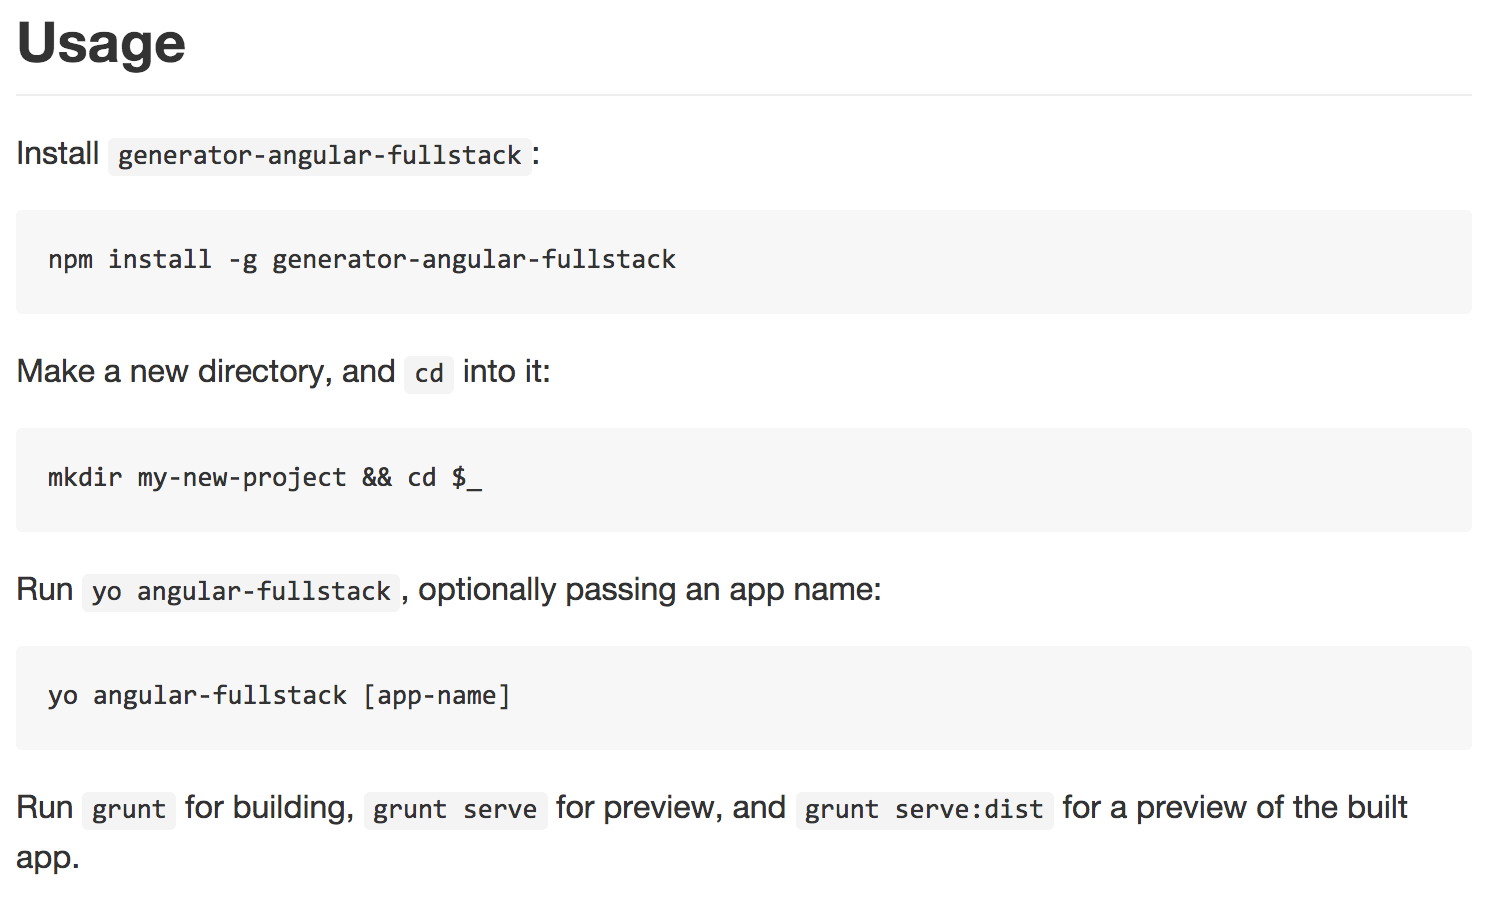 Usage
Install generator-angular-fullstack :
npm install -g generator-angular-fullstack
Make a new directory, and cd into it:
mkdir my-new-project && cd $_
Run yo angular-fullstack , optionally passing an app name:
yo angular-fullstack [app-name]
Run grunt for building, grunt serve for preview, and grunt serve:dist for a preview of the built
app.